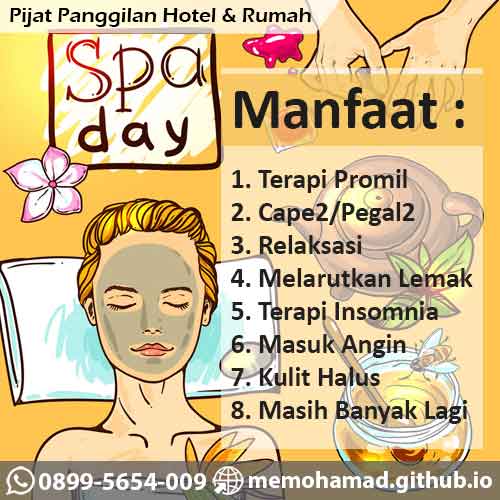 Pijat Panggilan Hotel & Rumah
Spa
day
Manfaat :
1. Terapi Promil
2. Cape2/Pegal2
3. Relaksasi
4. Melarutkan Lemak
5. Terapi Insomnia
6. Masuk Angin
7. Kulit Halus
8. Masih Banyak Lagi
0899-5654-009 memohamad.github.io